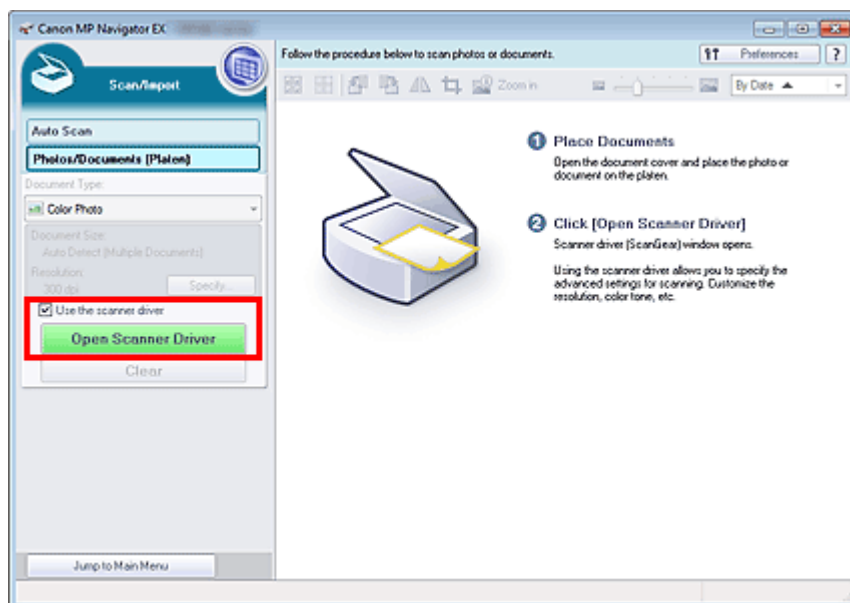 Canon MP Navigator EX
Scan/Import
Auto Scan
Photos/Documents (Platen)
Document Type:
Color Photo
Document Size:
Auto Detect (Multiple Documents)
Resolution:
300 dpi
Specify...
Use the scanner driver
Open Scanner Driver
Clear
Jump to Main Menu
Follow the procedure below to scan photos or documents.
Preferences
?
Zoom in
By Date
1 Place Documents
Open the document cover and place the photo or
document on the platen.
2 Click [Open Scanner Driver]
Scanner driver (ScanGear) window opens.
Using the scanner driver allows you to specify the
advanced settings for scanning. Customize the
resolution, color tone, etc.